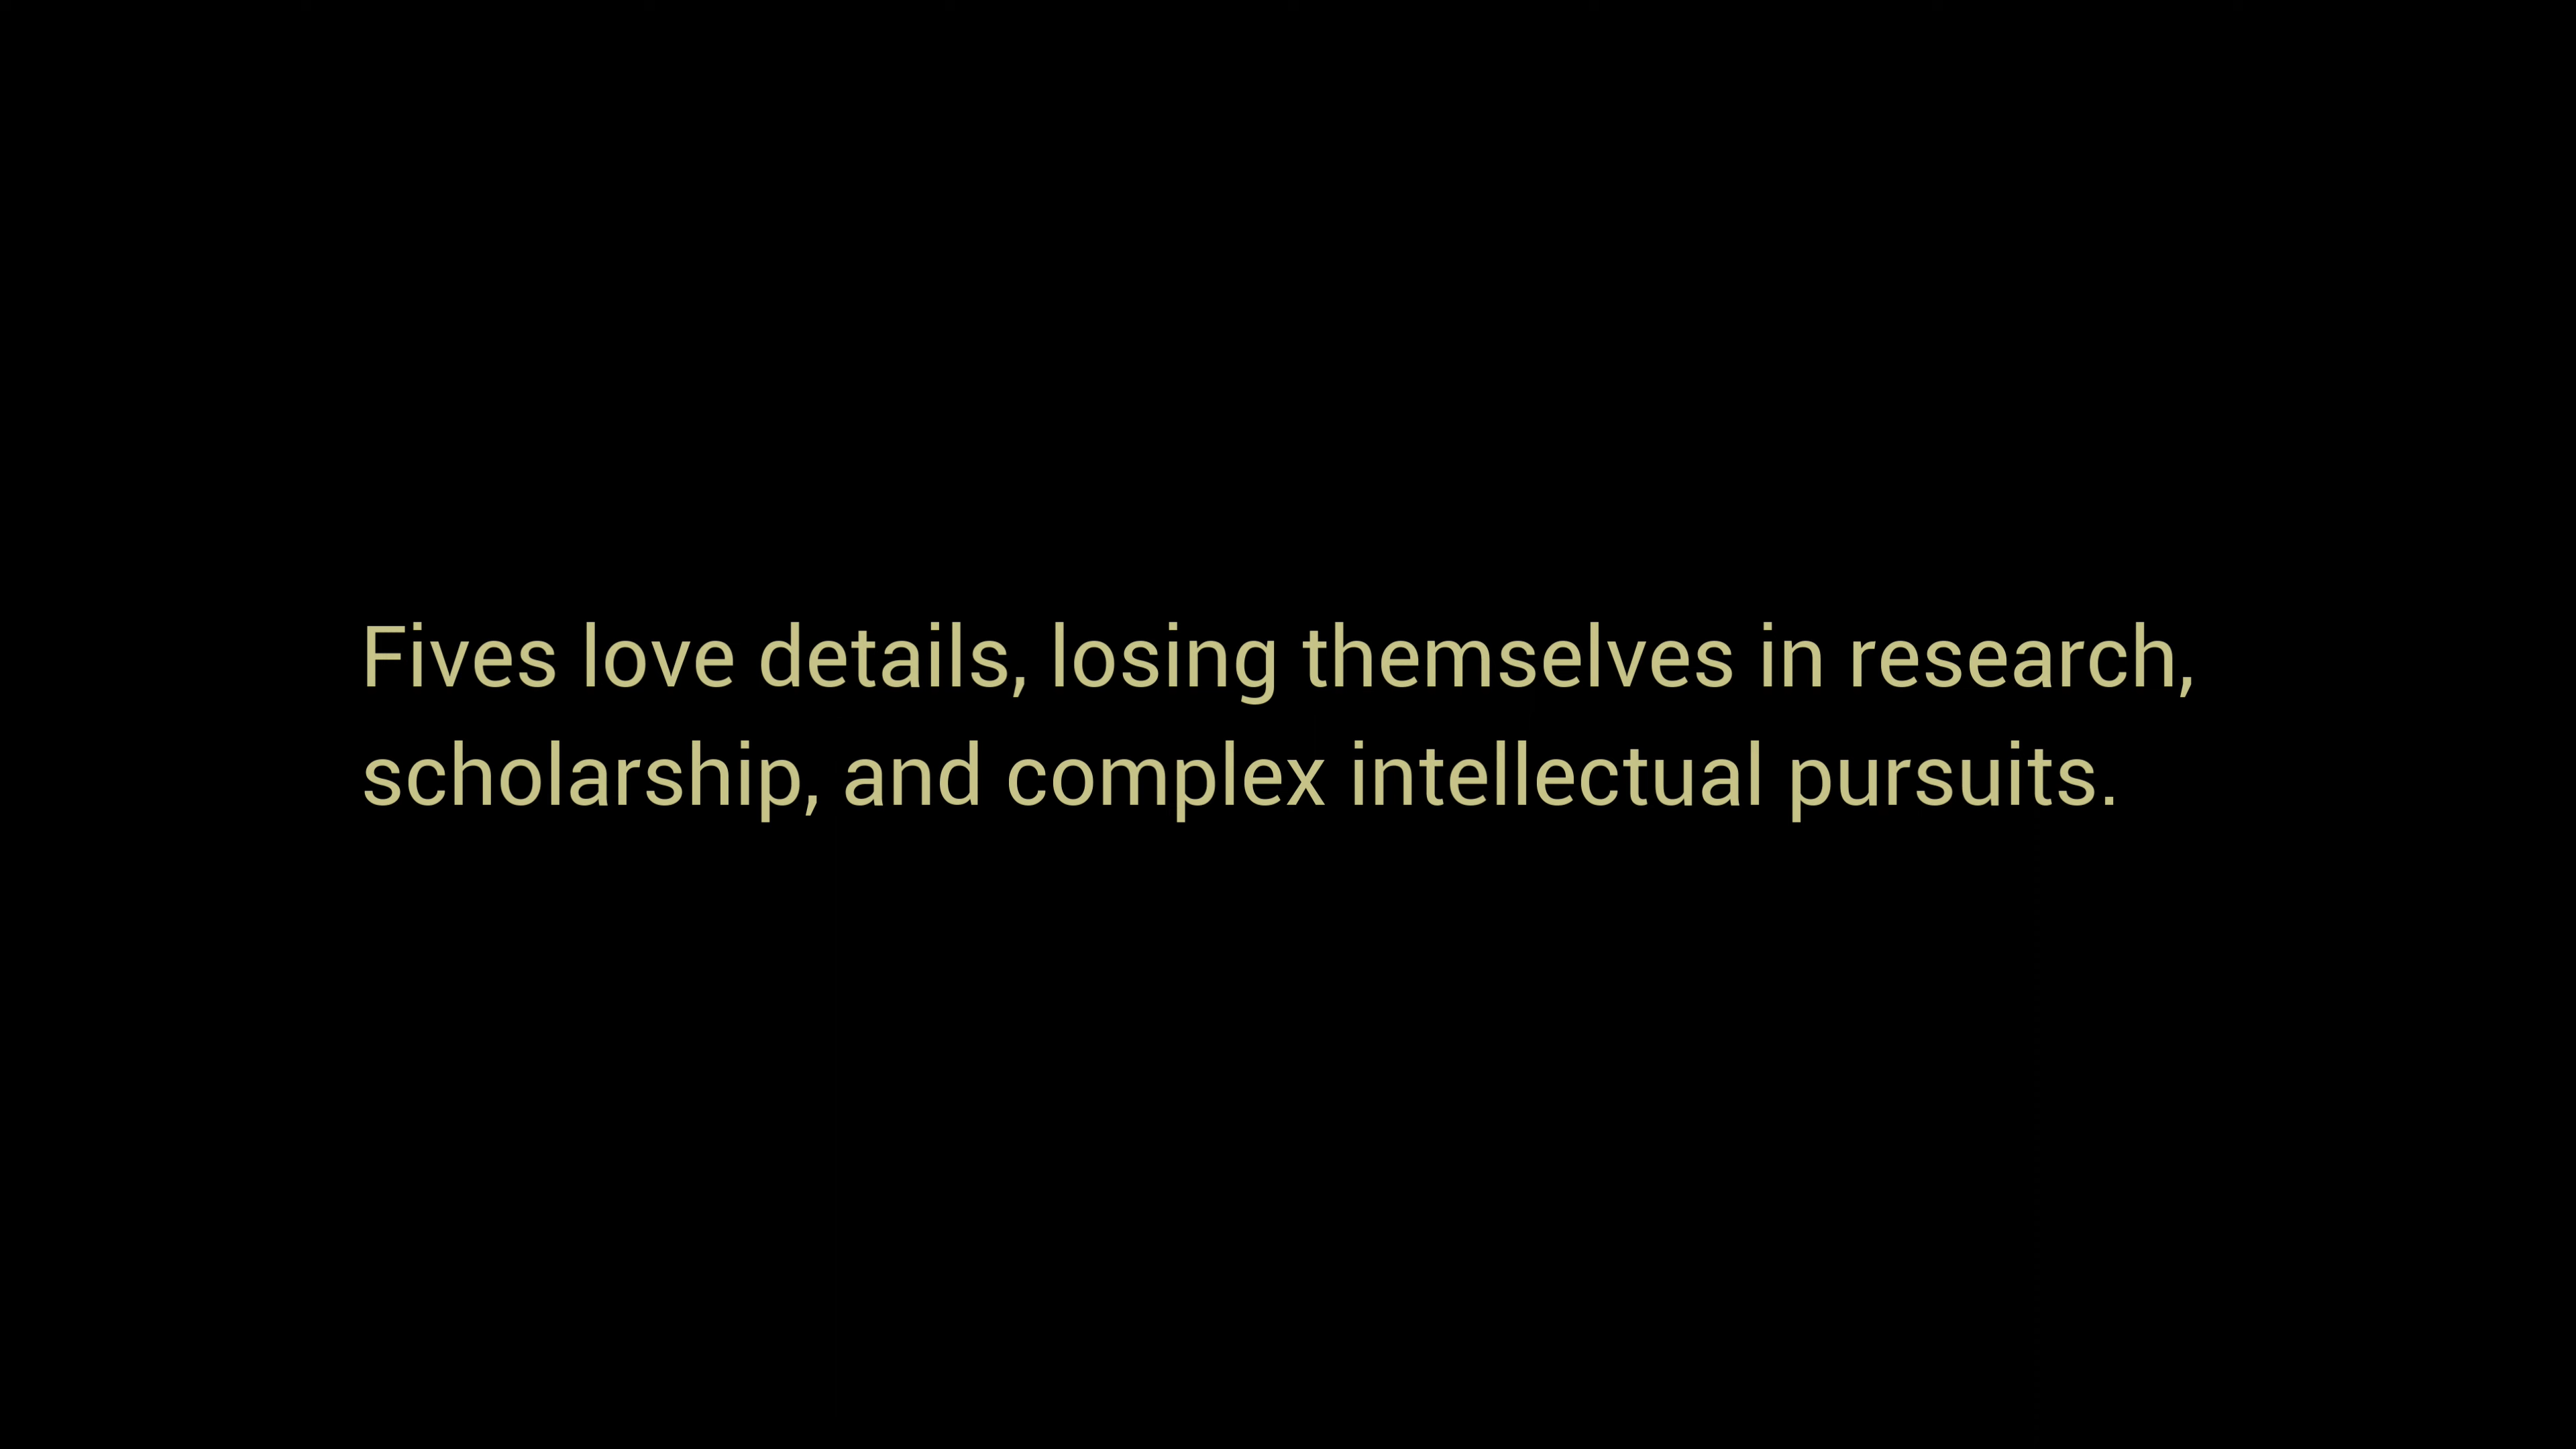 Fives love details, losing themselves in research,
scholarship, and complex intellectual pursuits.